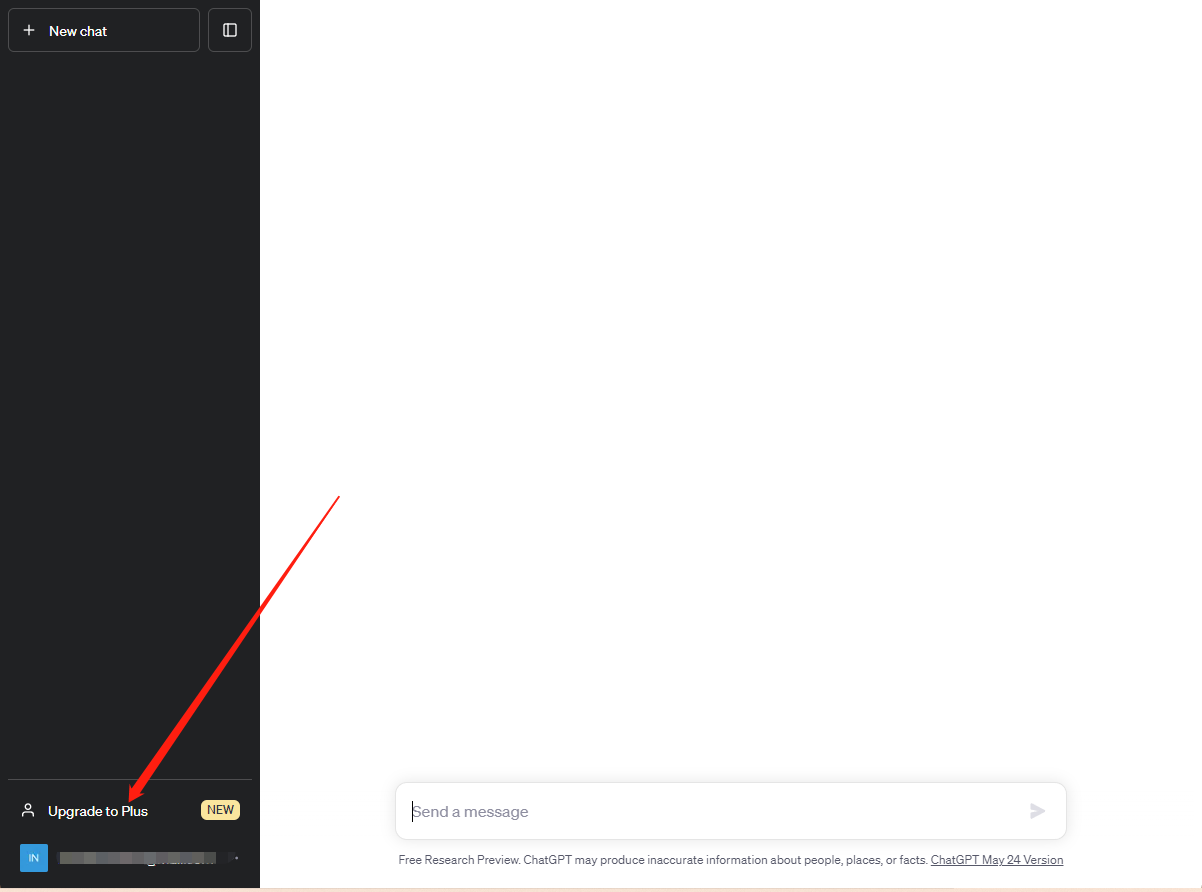 New chat
Upgrade to Plus
NEW
IN
Send a message
Free Research Preview. ChatGPT may produce inaccurate information about people, places, or facts. ChatGPT May 24 Version